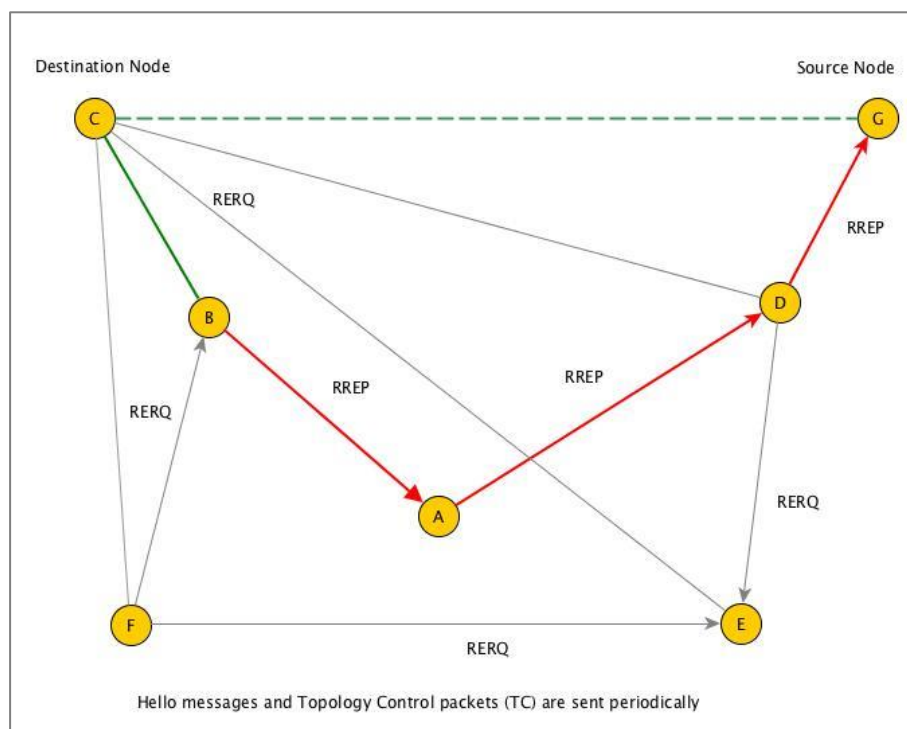 Destination Node
Source Node
C
G
RERQ
RREP
B
D
RREP
RREP
RERQ
RERQ
A
F
E
RERQ
Hello messages and Topology Control packets (TC) are sent periodically